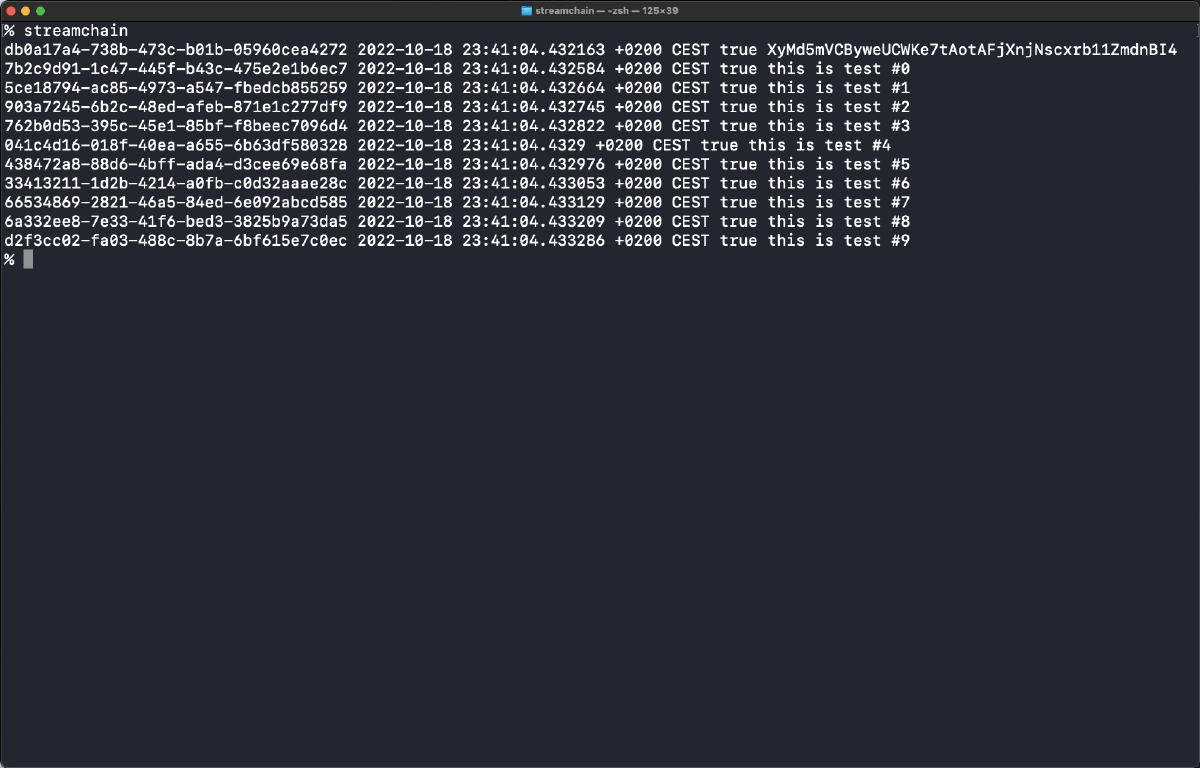 streamchain — -zsh — 125×39
% streamchain
db0a17a4-738b-473c-b01b-05960cea4272 2022-10-18 23:41:04.432163 +0200 CEST true XyMd5mVCByweUCWKe7tAotAFjXnjNscxrb11ZmdnBI4
7b2c9d91-1c47-445f-b43c-475e2e1b6ec7 2022-10-18 23:41:04.432584 +0200 CEST true this is test #0
5ce18794-ac85-4973-a547-fbedcb855259 2022-10-18 23:41:04.432664 +0200 CEST true this is test #1
903a7245-6b2c-48ed-afeb-871e1c277df9 2022-10-18 23:41:04.432745 +0200 CEST true this is test #2
762b0d53-395c-45e1-85bf-f8beec7096d4 2022-10-18 23:41:04.432822 +0200 CEST true this is test #3
041c4d16-018f-40ea-a655-6b63df580328 2022-10-18 23:41:04.4329 +0200 CEST true this is test #4
438472a8-88d6-4bff-ada4-d3cee69e68fa 2022-10-18 23:41:04.432976 +0200 CEST true this is test #5
33413211-1d2b-4214-a0fb-c0d32aaae28c 2022-10-18 23:41:04.433053 +0200 CEST true this is test #6
66534869-2821-46a5-84ed-6e092abcd585 2022-10-18 23:41:04.433129 +0200 CEST true this is test #7
6a332ee8-7e33-41f6-bed3-3825b9a73da5 2022-10-18 23:41:04.433209 +0200 CEST true this is test #8
d2f3cc02-fa03-488c-8b7a-6bf615e7c0ec 2022-10-18 23:41:04.433286 +0200 CEST true this is test #9
%